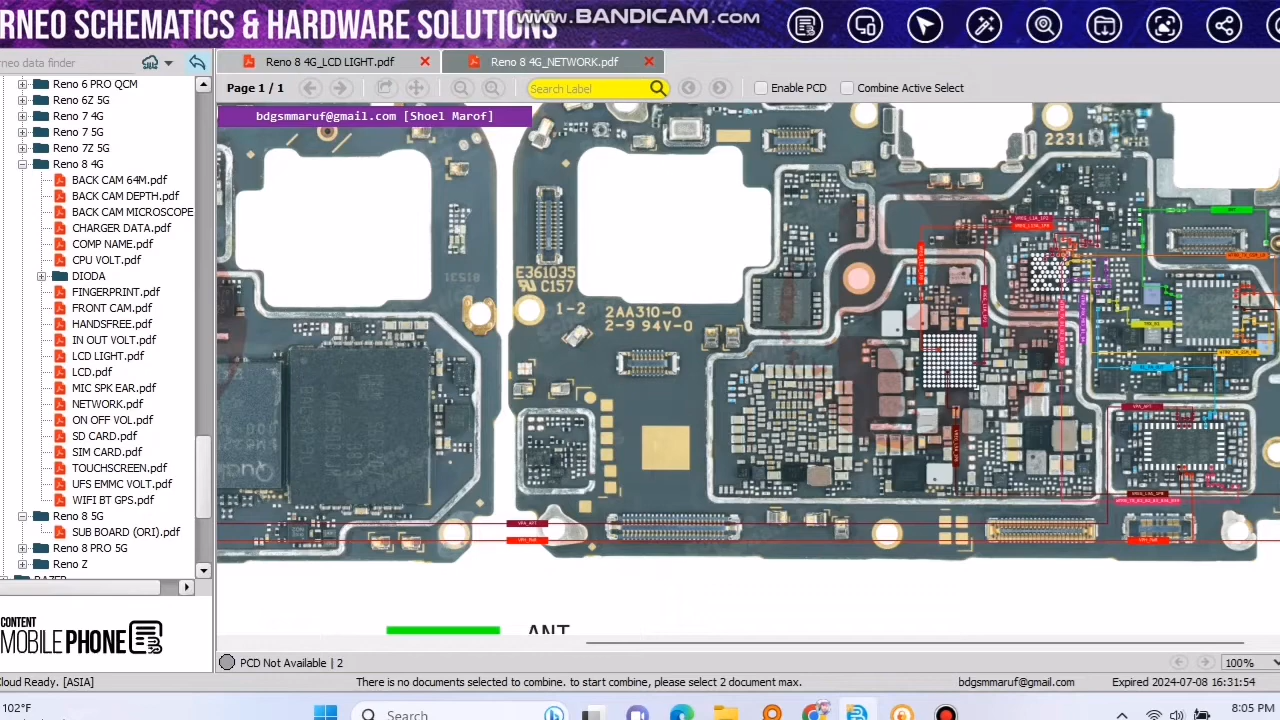 RNEO SCHEMATICS & HARDWARE SOLUTIONS
www.BANDICAM.com
rneo data finder
Reno 8 4G_LCD LIGHT.pdf
Reno 8 4G_NETWORK.pdf
Page 1 / 1
Search Label
Enable PCD
Combine Active Select
bdgsmmaruf@gmail.com [Shoel Marof]
Reno 6 PRO QCM
Reno 6Z 5G
Reno 7 4G
Reno 7 5G
Reno 7Z 5G
Reno 8 4G
BACK CAM 64M.pdf
BACK CAM DEPTH.pdf
BACK CAM MICROSCOPE
CHARGER DATA.pdf
COMP NAME.pdf
CPU VOLT.pdf
DIODA
FINGERPRINT.pdf
FRONT CAM.pdf
HANDSFREE.pdf
IN OUT VOLT.pdf
LCD LIGHT.pdf
LCD.pdf
MIC SPK EAR.pdf
NETWORK.pdf
ON OFF VOL.pdf
SD CARD.pdf
SIM CARD.pdf
TOUCHSCREEN.pdf
UFS EMMC VOLT.pdf
WIFI BT GPS.pdf
Reno 8 5G
SUB BOARD (ORI).pdf
Reno 8 PRO 5G
Reno Z
2231
E361035
C157
1-2
2AA310-0
2-9 94V-0
VPA_APT
VPH_PWR
VPA_APT
VPH_PWR
ANT
CONTENT
MOBILE PHONE
PCD Not Available | 2
100%
loud Ready. [ASIA]
There is no documents selected to combine. to start combine, please select 2 document max.
bdgsmmaruf@gmail.com
Expired 2024-07-08 16:31:54
102°F
Search
8:05 PM